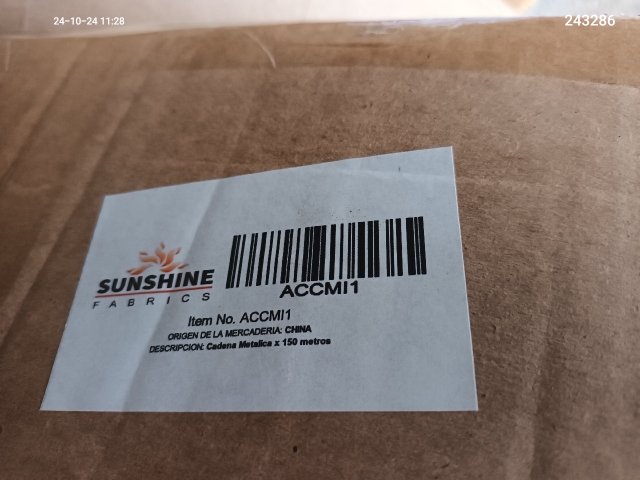 24-10-24 11:28
243286
SUNSHINE
FABRICS
ACCMI1
Item No. ACCMI1
ORIGEN DE LA MERCADERIA: CHINA
DESCRIPCION: Cadena Metalica x 150 metros